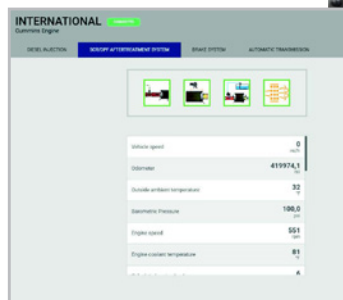 INTERNATIONAL
Cummins Engine
DIESEL INJECTION
SCR/DPF AFTERTREATMENT SYSTEM
BRAKE SYSTEM
AUTOMATIC TRANSMISSION
Vehicle speed 0
Odometer 419974,1
Outside ambient temperature 32
°F
Barometric Pressure 100,0
Engine speed 551
rpm
Engine coolant temperature 81
°F
6